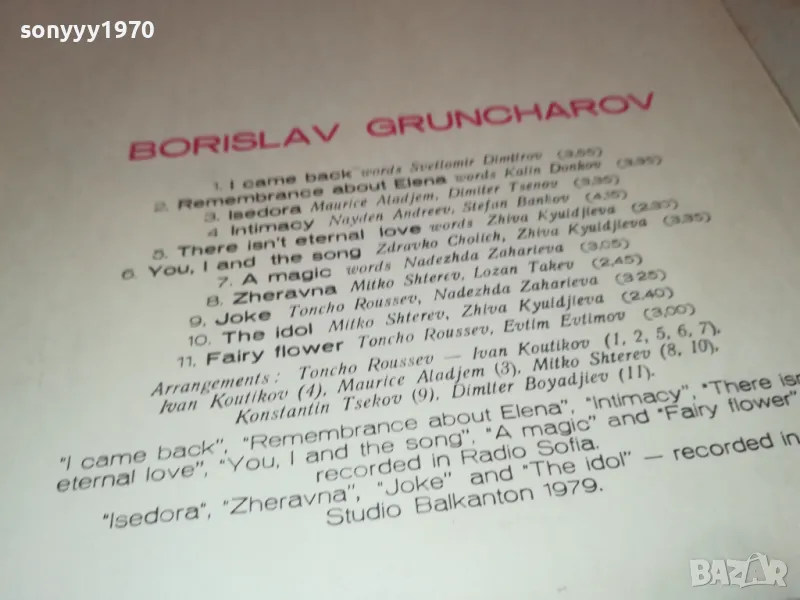 sonyyy1970
BORISLAV GRUNCHAROV
1. I came back words Svetlomir Dimitrov (3,55)
2. Remembrance about Elena words Kalin Donkov (3,35)
3. Isedora Maurice Aladjem, Dimiter Tsenov (3,35)
4 Intimacy Nayden Andreev, Stefan Bankov (4,15)
5. There isn't eternal love words Zhiva Kyuldjieva (2,30)
6. You, I and the song Zdravko Cholich, Zhiva Kyuldjieva (3,35)
7. A magic words Nadezhda Zaharieva (3,05)
8. Zheravna Mitko Shterev, Lozan Takev (2,45)
9. Joke Toncho Roussev, Nadezhda Zaharieva (3 25)
10. The idol Mitko Shterev, Zhiva Kyuldjieva (2,40)
11. Fairy flower Toncho Roussev, Evtim Evtimov (3,00)
Arrangements: Toncho Roussev — Ivan Koutikov (1, 2, 5, 6, 7),
Ivan Koutikov (4), Maurice Aladjem (3), Mitko Shterev (8, 10),
Konstantin Tsekov (9), Dimiter Boyadjiev (11).
"I came back", "Remembrance about Elena", "Intimacy", "There isn
eternal love", "You, I and the song", "A magic" and "Fairy flower"
recorded in Radio Sofia.
"Isedora", "Zheravna", "Joke" and "The idol" — recorded in
Studio Balkanton 1979.
BAZAR